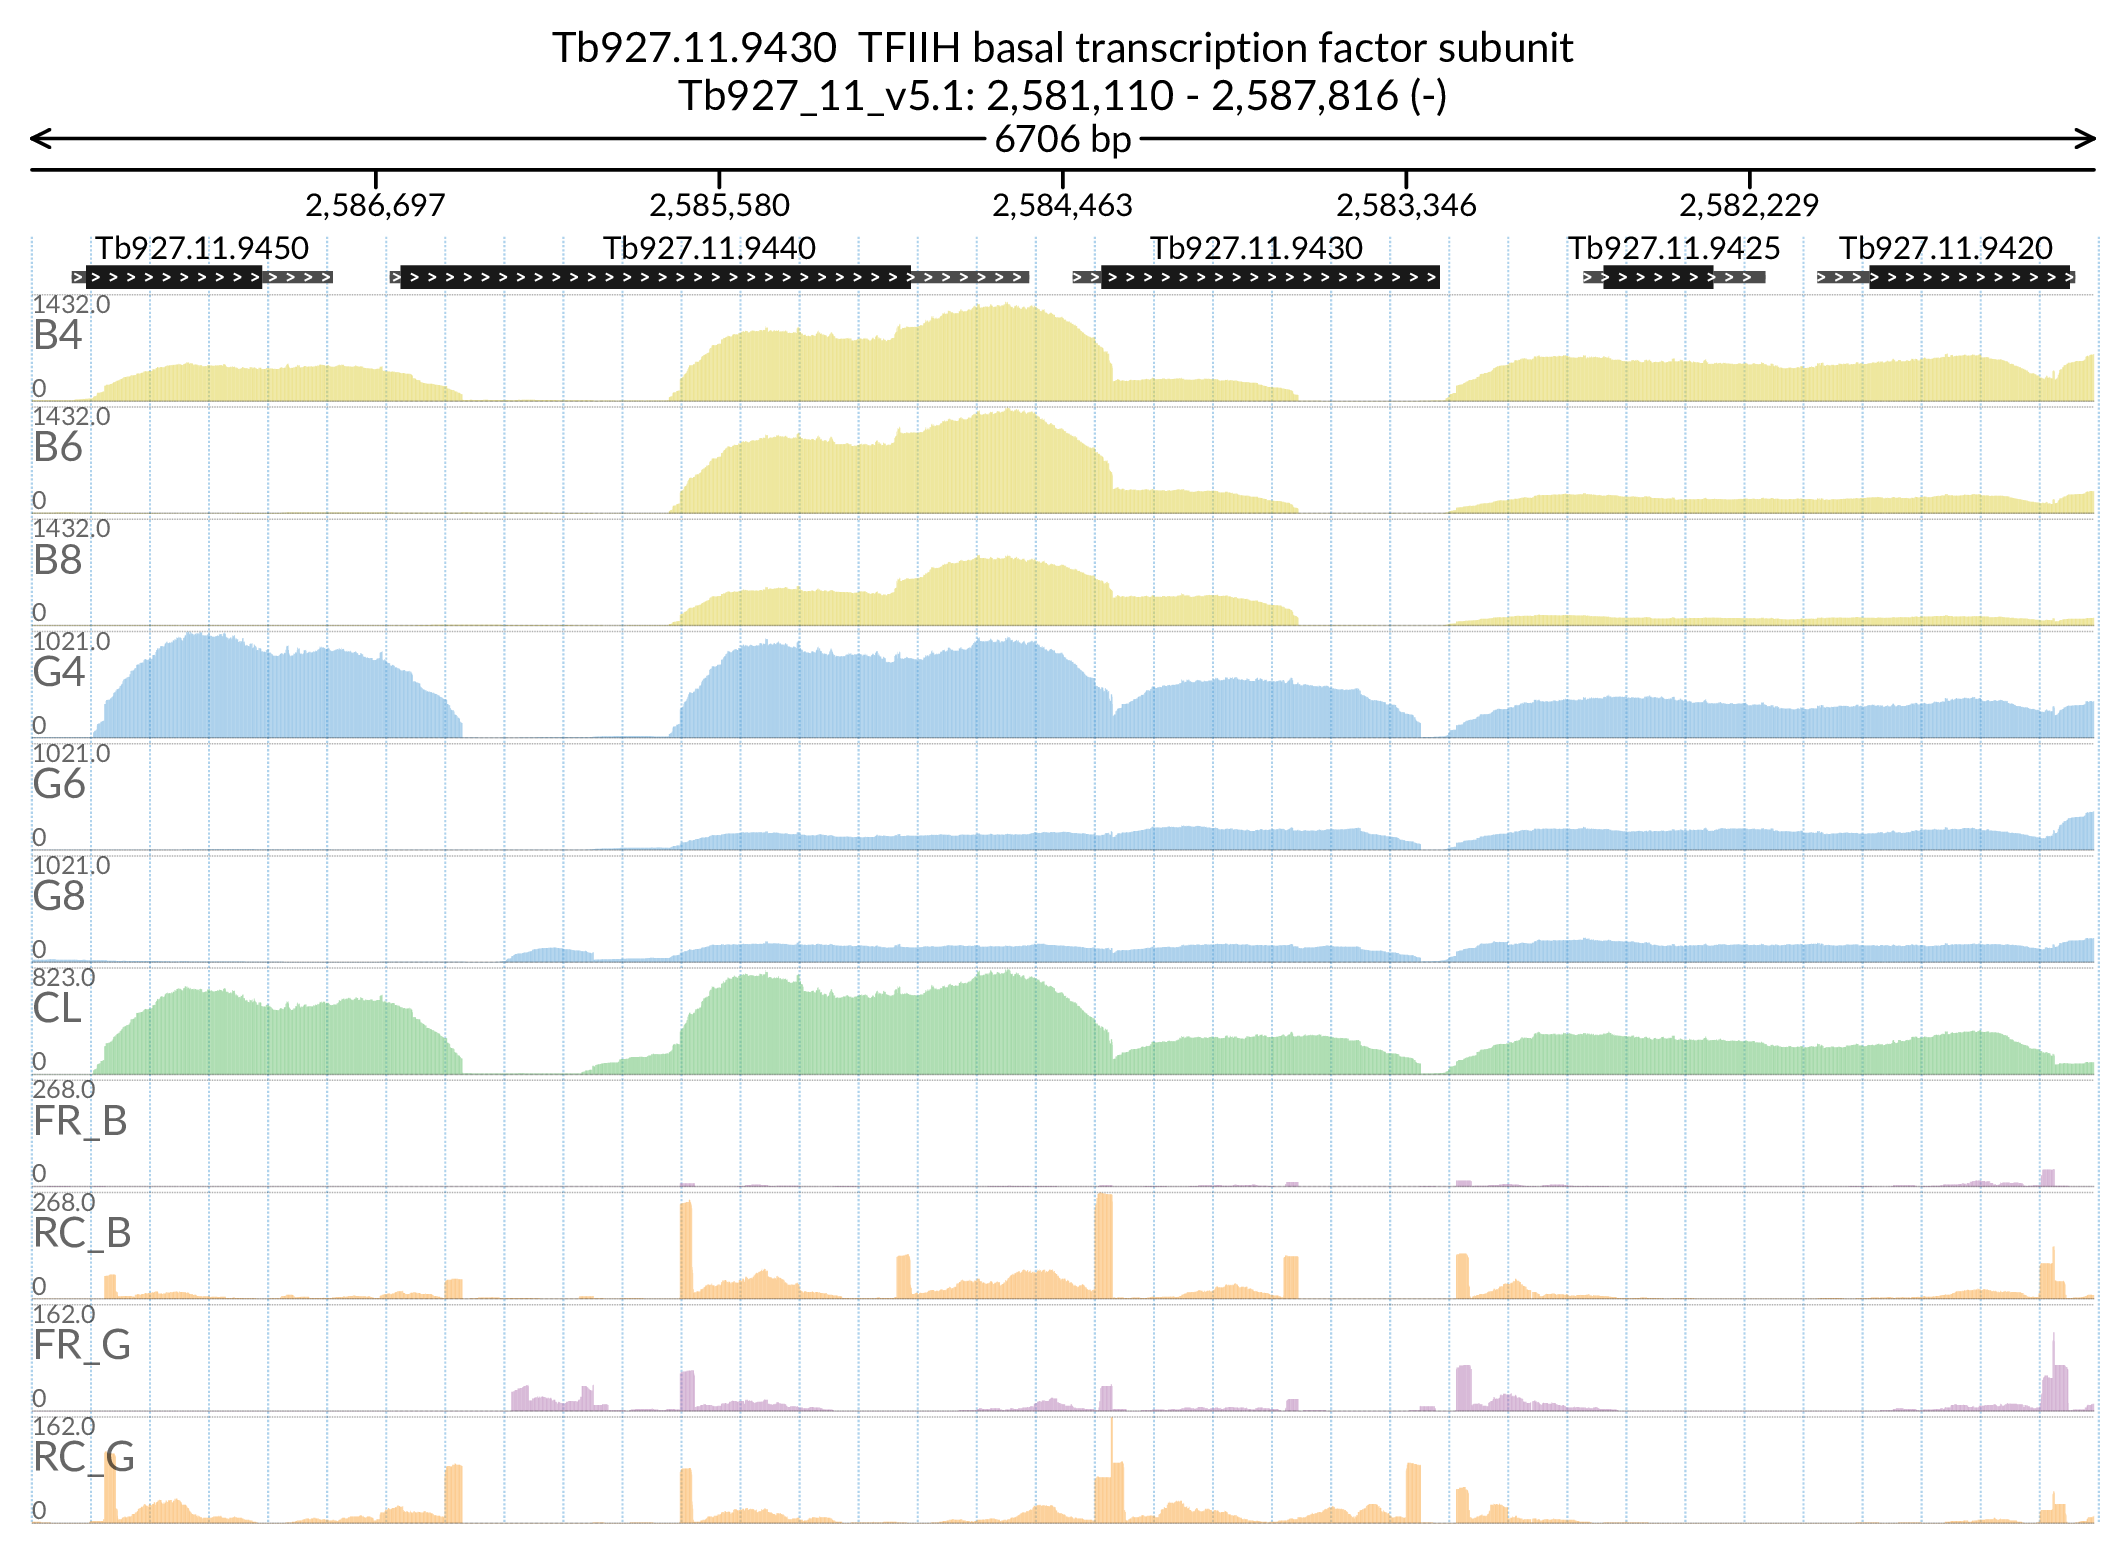 Tb927.11.9430  TFIIH basal transcription factor subunit
Tb927_11_v5.1: 2,581,110 - 2,587,816 (-)
6706 bp
2,586,697 2,585,580 2,584,463 2,583,346 2,582,229
Tb927.11.9450 Tb927.11.9440 Tb927.11.9430 Tb927.11.9425 Tb927.11.9420
1432.0
B4
0
1432.0
B6
0
1432.0
B8
0
1021.0
G4
0
1021.0
G6
0
1021.0
G8
0
823.0
CL
0
268.0
FR_B
0
268.0
RC_B
0
162.0
FR_G
0
162.0
RC_G
0